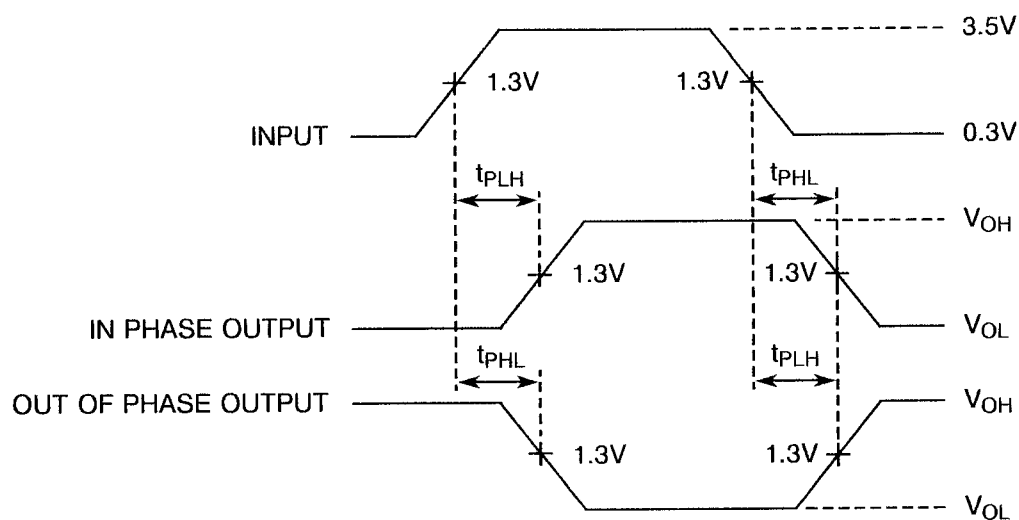 3.5V
1.3V 1.3V
INPUT 0.3V
tPLH tPHL
VOH
1.3V 1.3V
IN PHASE OUTPUT VOL
tPHL tPLH
OUT OF PHASE OUTPUT VOH
1.3V 1.3V
VOL